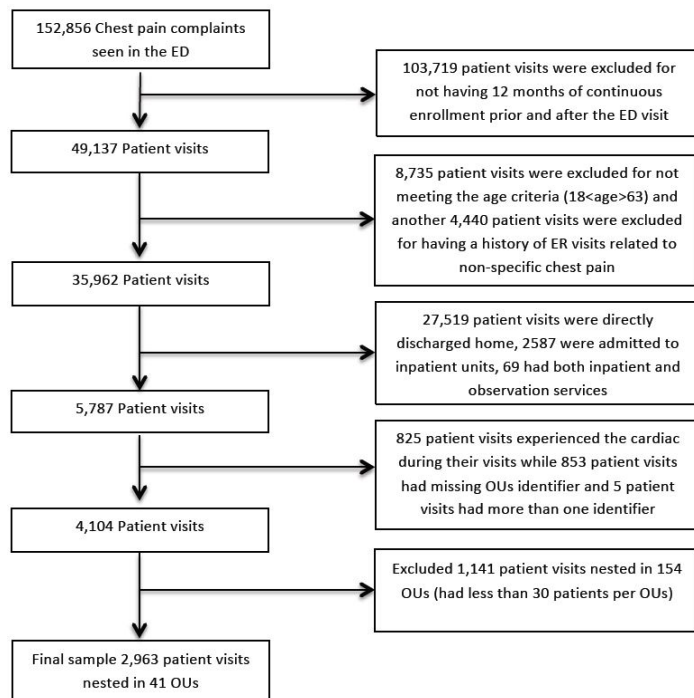 152,856 Chest pain complaints
seen in the ED
103,719 patient visits were excluded for
not having 12 months of continuous
enrollment prior and after the ED visit
49,137 Patient visits
8,735 patient visits were excluded for not
meeting the age criteria (18<age>63) and
another 4,440 patient visits were excluded
for having a history of ER visits related to
non-specific chest pain
35,962 Patient visits
27,519 patient visits were directly
discharged home, 2587 were admitted to
inpatient units, 69 had both inpatient and
observation services
5,787 Patient visits
825 patient visits experienced the cardiac
during their visits while 853 patient visits
had missing OUs identifier and 5 patient
visits had more than one identifier
4,104 Patient visits
Excluded 1,141 patient visits nested in 154
OUs (had less than 30 patients per OUs)
Final sample 2,963 patient visits
nested in 41 OUs